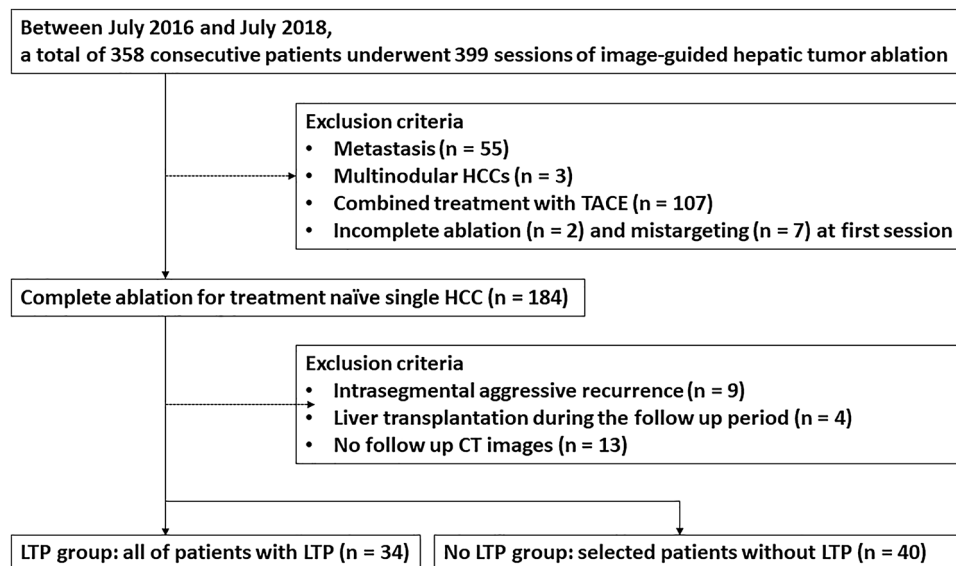 Between July 2016 and July 2018,
a total of 358 consecutive patients underwent 399 sessions of image-guided hepatic tumor ablation
Exclusion criteria
• Metastasis (n = 55)
• Multinodular HCCs (n = 3)
• Combined treatment with TACE (n = 107)
• Incomplete ablation (n = 2) and mistargeting (n = 7) at first session
Complete ablation for treatment naïve single HCC (n = 184)
Exclusion criteria
• Intrasegmental aggressive recurrence (n = 9)
• Liver transplantation during the follow up period (n = 4)
• No follow up CT images (n = 13)
LTP group: all of patients with LTP (n = 34)
No LTP group: selected patients without LTP (n = 40)